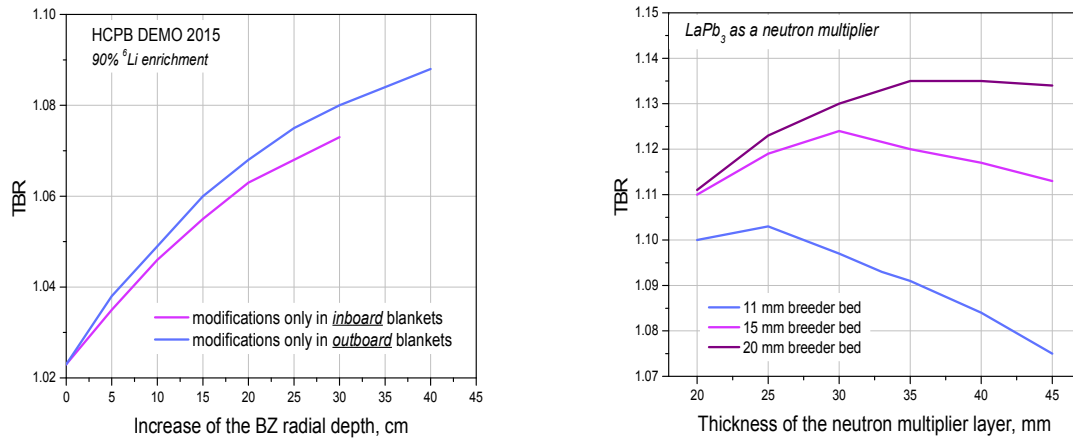 HCPB DEMO 2015
90% ⁶Li enrichment
TBR
1.10
1.08
1.06
1.04
1.02
modifications only in inboard blankets
modifications only in outboard blankets
0 5 10 15 20 25 30 35 40 45
Increase of the BZ radial depth, cm
LaPb₃ as a neutron multiplier
TBR
1.15
1.14
1.13
1.12
1.11
1.10
1.09
1.08
1.07
11 mm breeder bed
15 mm breeder bed
20 mm breeder bed
20 25 30 35 40 45
Thickness of the neutron multiplier layer, mm